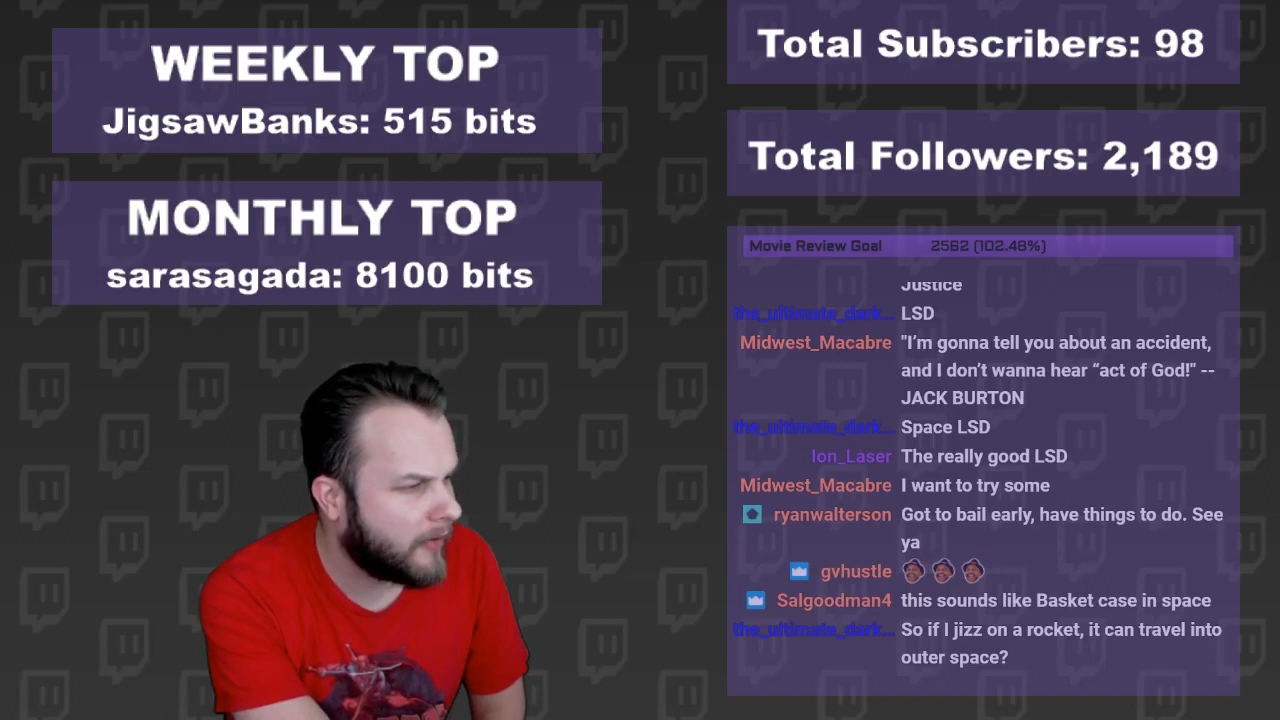 WEEKLY TOP
JigsawBanks: 515 bits
MONTHLY TOP
sarasagada: 8100 bits
Total Subscribers: 98
Total Followers: 2,189
Movie Review Goal 2562 (102.48%)
Justice
the_ultimate_dark... LSD
Midwest_Macabre "I'm gonna tell you about an accident,
and I don't wanna hear “act of God!" --
JACK BURTON
the_ultimate_dark... Space LSD
Ion_Laser The really good LSD
Midwest_Macabre I want to try some
ryanwalterson Got to bail early, have things to do. See
ya
gvhustle
Salgoodman4 this sounds like Basket case in space
the_ultimate_dark... So if I jizz on a rocket, it can travel into
outer space?